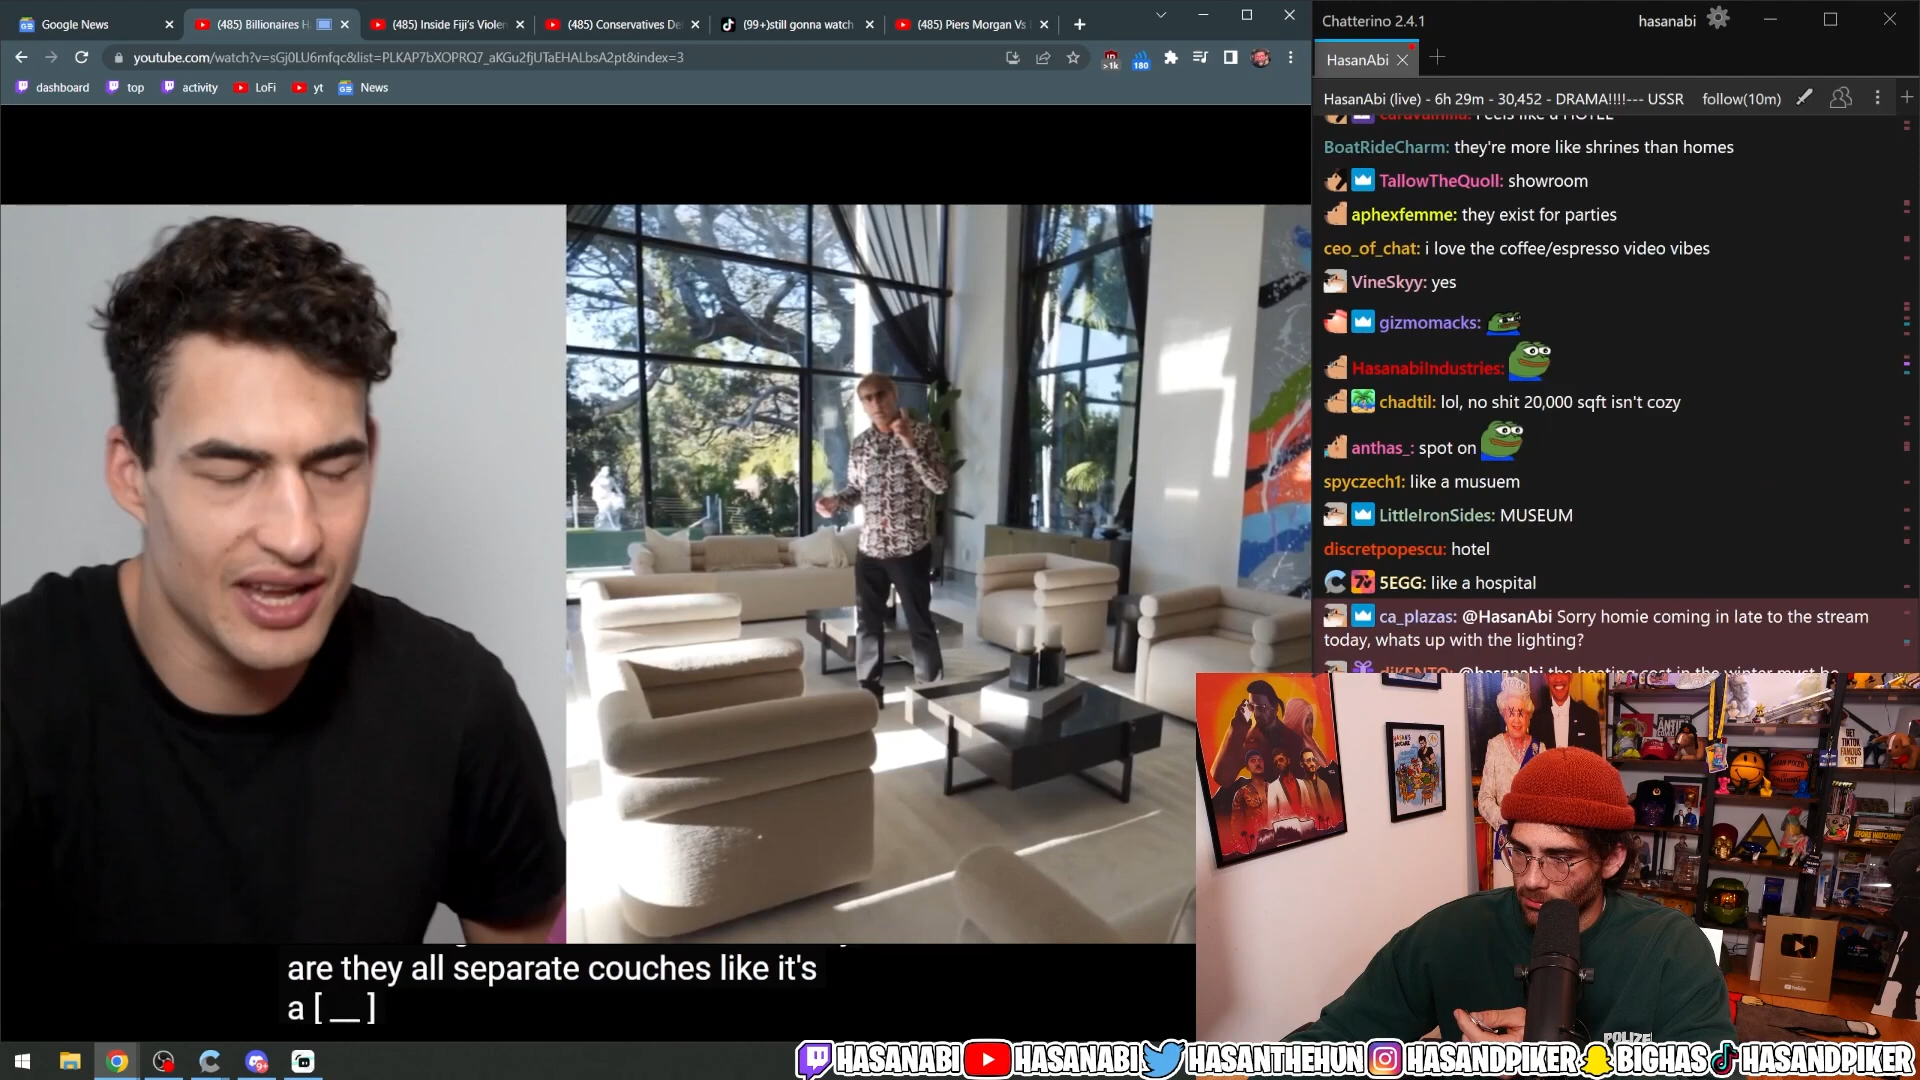 Google News
(485) Billionaires H
(485) Inside Fiji's Violen
(485) Conservatives De
(99+)still gonna watch
(485) Piers Morgan Vs
youtube.com/watch?v=sGj0LU6mfqc&list=PLKAP7bXOPRQ7_aKGu2fjUTaEHALbsA2pt&index=3
>1k
180
dashboard
top
activity
LoFi
yt
News
Chatterino 2.4.1
hasanabi
HasanAbi
HasanAbi (live) - 6h 29m - 30,452 - DRAMA!!!!--- USSR
follow(10m)
BoatRideCharm: they're more like shrines than homes
TallowTheQuoll: showroom
aphexfemme: they exist for parties
ceo_of_chat: i love the coffee/espresso video vibes
VineSkyy: yes
gizmomacks:
HasanabiIndustries:
chadtil: lol, no shit 20,000 sqft isn't cozy
anthas_: spot on
spyczech1: like a musuem
LittleIronSides: MUSEUM
discretpopescu: hotel
5EGG: like a hospital
ca_plazas: @HasanAbi Sorry homie coming in late to the stream
today, whats up with the lighting?
are they all separate couches like it's
a [ __ ]
HASANABI
HASANABI
HASANTHEHUN
HASANDPIKER
BIGHAS
HASANDPIKER